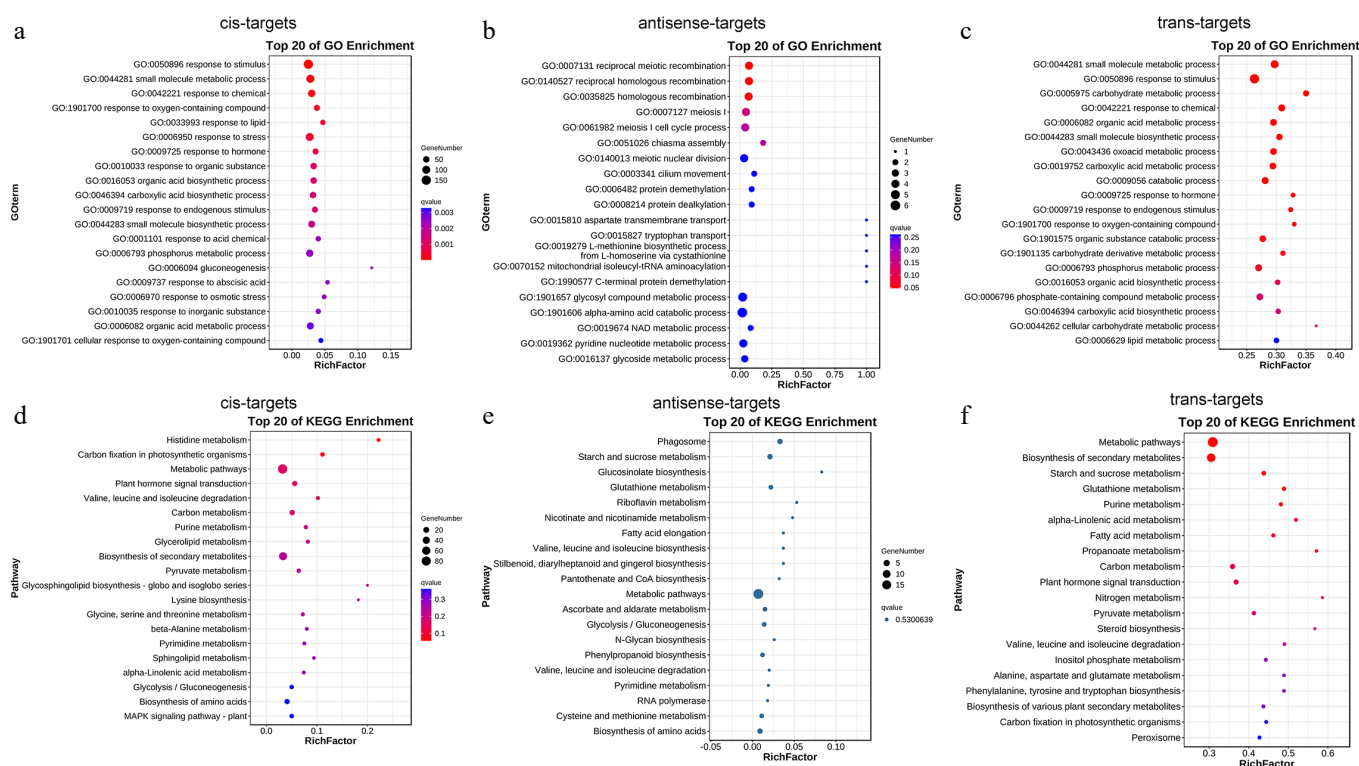 a
cis-targets
Top 20 of GO Enrichment
GOterm
GO:0050896 response to stimulus
GO:0044281 small molecule metabolic process
GO:0042221 response to chemical
GO:1901700 response to oxygen-containing compound
GO:0033993 response to lipid
GO:0006950 response to stress
GO:0009725 response to hormone
GO:0010033 response to organic substance
GO:0016053 organic acid biosynthetic process
GO:0046394 carboxylic acid biosynthetic process
GO:0009719 response to endogenous stimulus
GO:0044283 small molecule biosynthetic process
GO:0001101 response to acid chemical
GO:0006793 phosphorus metabolic process
GO:0006094 gluconeogenesis
GO:0009737 response to abscisic acid
GO:0006970 response to osmotic stress
GO:0010035 response to inorganic substance
GO:0006082 organic acid metabolic process
GO:1901701 cellular response to oxygen-containing compound
0.00 0.05 0.10 0.15
RichFactor
GeneNumber
50
100
150
qvalue
0.003
0.002
0.001
b
antisense-targets
Top 20 of GO Enrichment
GOterm
GO:0007131 reciprocal meiotic recombination
GO:0140527 reciprocal homologous recombination
GO:0035825 homologous recombination
GO:0007127 meiosis I
GO:0061982 meiosis I cell cycle process
GO:0051026 chiasma assembly
GO:0140013 meiotic nuclear division
GO:0003341 cilium movement
GO:0006482 protein demethylation
GO:0008214 protein dealkylation
GO:0015810 aspartate transmembrane transport
GO:0015827 tryptophan transport
GO:0019279 L-methionine biosynthetic process
from L-homoserine via cystathionine
GO:0070152 mitochondrial isoleucyl-tRNA aminoacylation
GO:1990577 C-terminal protein demethylation
GO:1901657 glycosyl compound metabolic process
GO:1901606 alpha-amino acid catabolic process
GO:0019674 NAD metabolic process
GO:0019362 pyridine nucleotide metabolic process
GO:0016137 glycoside metabolic process
0.00 0.25 0.50 0.75 1.00
RichFactor
GeneNumber
1
2
3
4
5
6
qvalue
0.25
0.20
0.15
0.10
0.05
c
trans-targets
Top 20 of GO Enrichment
GOterm
GO:0044281 small molecule metabolic process
GO:0050896 response to stimulus
GO:0005975 carbohydrate metabolic process
GO:0042221 response to chemical
GO:0006082 organic acid metabolic process
GO:0044283 small molecule biosynthetic process
GO:0043436 oxoacid metabolic process
GO:0019752 carboxylic acid metabolic process
GO:0009056 catabolic process
GO:0009725 response to hormone
GO:0009719 response to endogenous stimulus
GO:1901700 response to oxygen-containing compound
GO:1901575 organic substance catabolic process
GO:1901135 carbohydrate derivative metabolic process
GO:0006793 phosphorus metabolic process
GO:0016053 organic acid biosynthetic process
GO:0006796 phosphate-containing compound metabolic process
GO:0046394 carboxylic acid biosynthetic process
GO:0044262 cellular carbohydrate metabolic process
GO:0006629 lipid metabolic process
0.25 0.30 0.35 0.40
RichFactor
d
cis-targets
Top 20 of KEGG Enrichment
Pathway
Histidine metabolism
Carbon fixation in photosynthetic organisms
Metabolic pathways
Plant hormone signal transduction
Valine, leucine and isoleucine degradation
Carbon metabolism
Purine metabolism
Glycerolipid metabolism
Biosynthesis of secondary metabolites
Pyruvate metabolism
Glycosphingolipid biosynthesis - globo and isoglobo series
Lysine biosynthesis
Glycine, serine and threonine metabolism
beta-Alanine metabolism
Pyrimidine metabolism
Sphingolipid metabolism
alpha-Linolenic acid metabolism
Glycolysis / Gluconeogenesis
Biosynthesis of amino acids
MAPK signaling pathway - plant
0.0 0.1 0.2
RichFactor
GeneNumber
20
40
60
80
qvalue
0.3
0.2
0.1
e
antisense-targets
Top 20 of KEGG Enrichment
Pathway
Phagosome
Starch and sucrose metabolism
Glucosinolate biosynthesis
Glutathione metabolism
Riboflavin metabolism
Nicotinate and nicotinamide metabolism
Fatty acid elongation
Valine, leucine and isoleucine biosynthesis
Stilbenoid, diarylheptanoid and gingerol biosynthesis
Pantothenate and CoA biosynthesis
Metabolic pathways
Ascorbate and aldarate metabolism
Glycolysis / Gluconeogenesis
N-Glycan biosynthesis
Phenylpropanoid biosynthesis
Valine, leucine and isoleucine degradation
Pyrimidine metabolism
RNA polymerase
Cysteine and methionine metabolism
Biosynthesis of amino acids
-0.05 0.00 0.05 0.10
RichFactor
GeneNumber
5
10
15
qvalue
0.5300639
f
trans-targets
Top 20 of KEGG Enrichment
Pathway
Metabolic pathways
Biosynthesis of secondary metabolites
Starch and sucrose metabolism
Glutathione metabolism
Purine metabolism
alpha-Linolenic acid metabolism
Fatty acid metabolism
Propanoate metabolism
Carbon metabolism
Plant hormone signal transduction
Nitrogen metabolism
Pyruvate metabolism
Steroid biosynthesis
Valine, leucine and isoleucine degradation
Inositol phosphate metabolism
Alanine, aspartate and glutamate metabolism
Phenylalanine, tyrosine and tryptophan biosynthesis
Biosynthesis of various plant secondary metabolites
Carbon fixation in photosynthetic organisms
Peroxisome
0.3 0.4 0.5 0.6
RichFactor